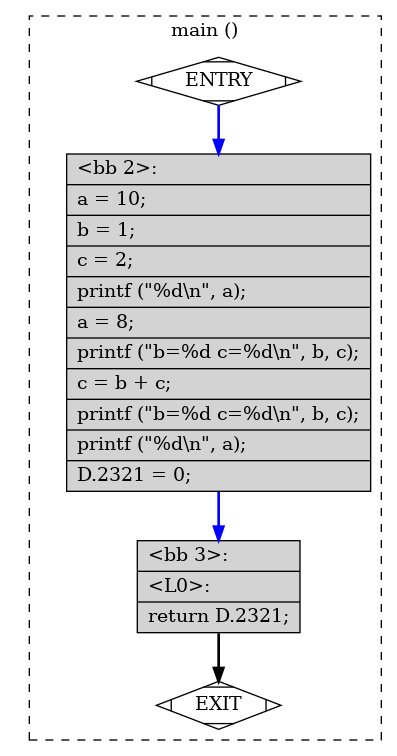 main ()
ENTRY
<bb 2>:
a = 10;
b = 1;
c = 2;
printf ("%d\n", a);
a = 8;
printf ("b=%d c=%d\n", b, c);
c = b + c;
printf ("b=%d c=%d\n", b, c);
printf ("%d\n", a);
D.2321 = 0;
<bb 3>:
<L0>:
return D.2321;
EXIT